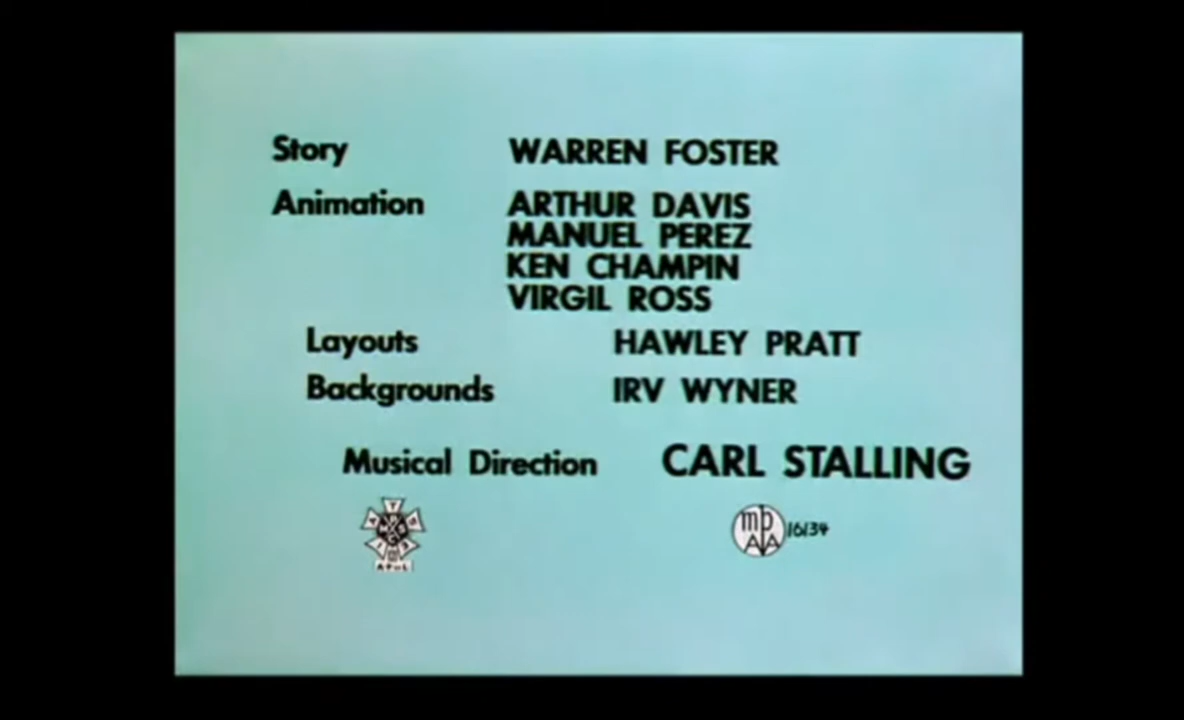 Story WARREN FOSTER
Animation ARTHUR DAVIS
MANUEL PEREZ
KEN CHAMPIN
VIRGIL ROSS
Layouts HAWLEY PRATT
Backgrounds IRV WYNER
Musical Direction CARL STALLING
mpAA 16134